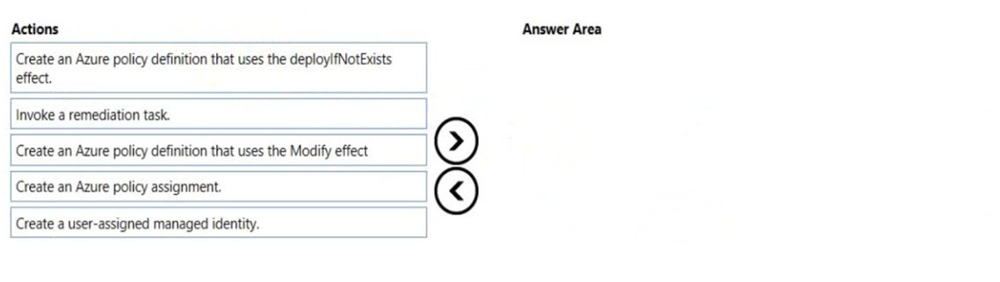 Actions
Answer Area
Create an Azure policy definition that uses the deployIfNotExists
effect.
Invoke a remediation task.
Create an Azure policy definition that uses the Modify effect
Create an Azure policy assignment.
Create a user-assigned managed identity.